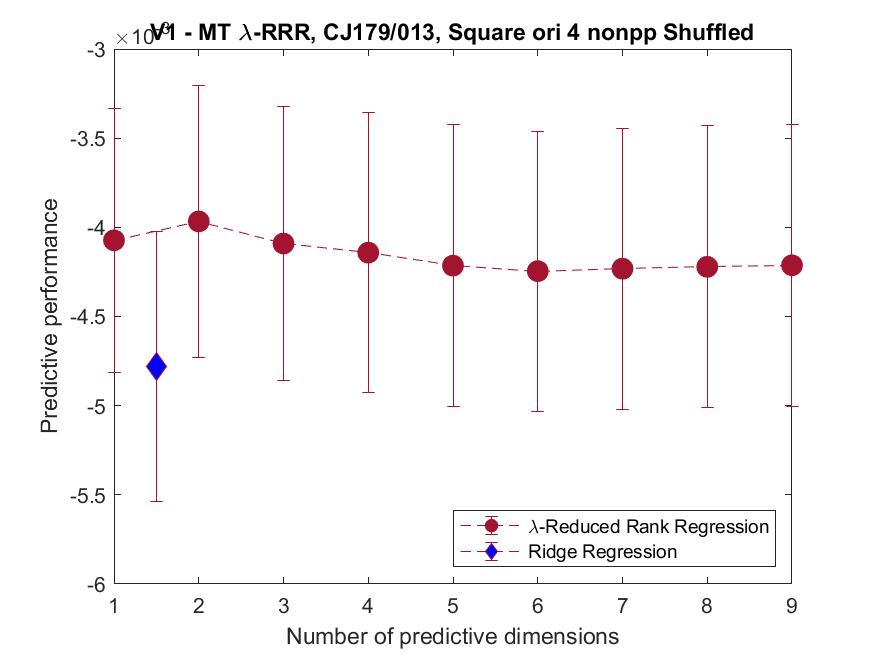 ×10-3
V1 - MT λ-RRR, CJ179/013, Square ori 4 nonpp Shuffled
-3
-3.5
-4
-4.5
-5
-5.5
-6
Predictive performance
1 2 3 4 5 6 7 8 9
Number of predictive dimensions
λ-Reduced Rank Regression
Ridge Regression